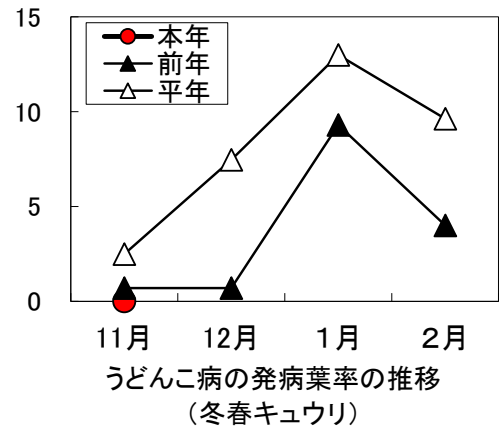 15
10
5
0
本年
前年
平年
11月 12月 1月 2月
うどんこ病の発病葉率の推移
（冬春キュウリ）